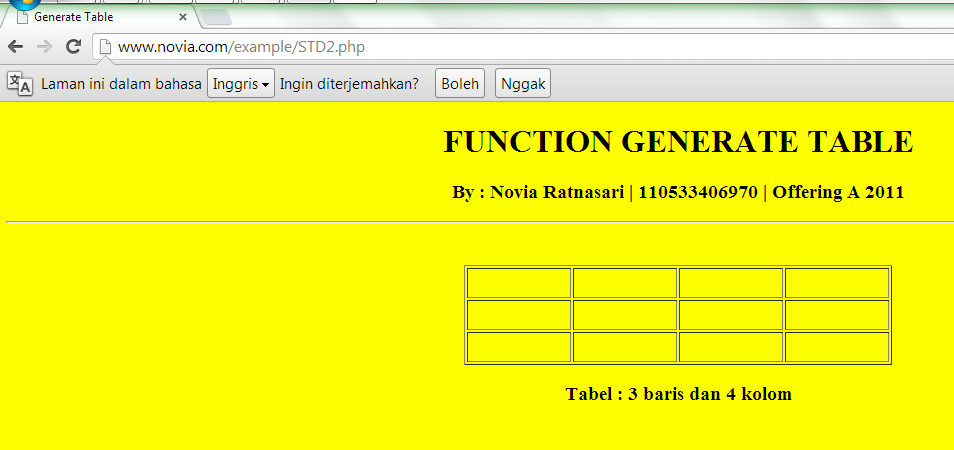 Generate Table
www.novia.com/example/STD2.php
Laman ini dalam bahasa Inggris Ingin diterjemahkan? Boleh Nggak
FUNCTION GENERATE TABLE
By : Novia Ratnasari | 110533406970 | Offering A 2011
Tabel : 3 baris dan 4 kolom